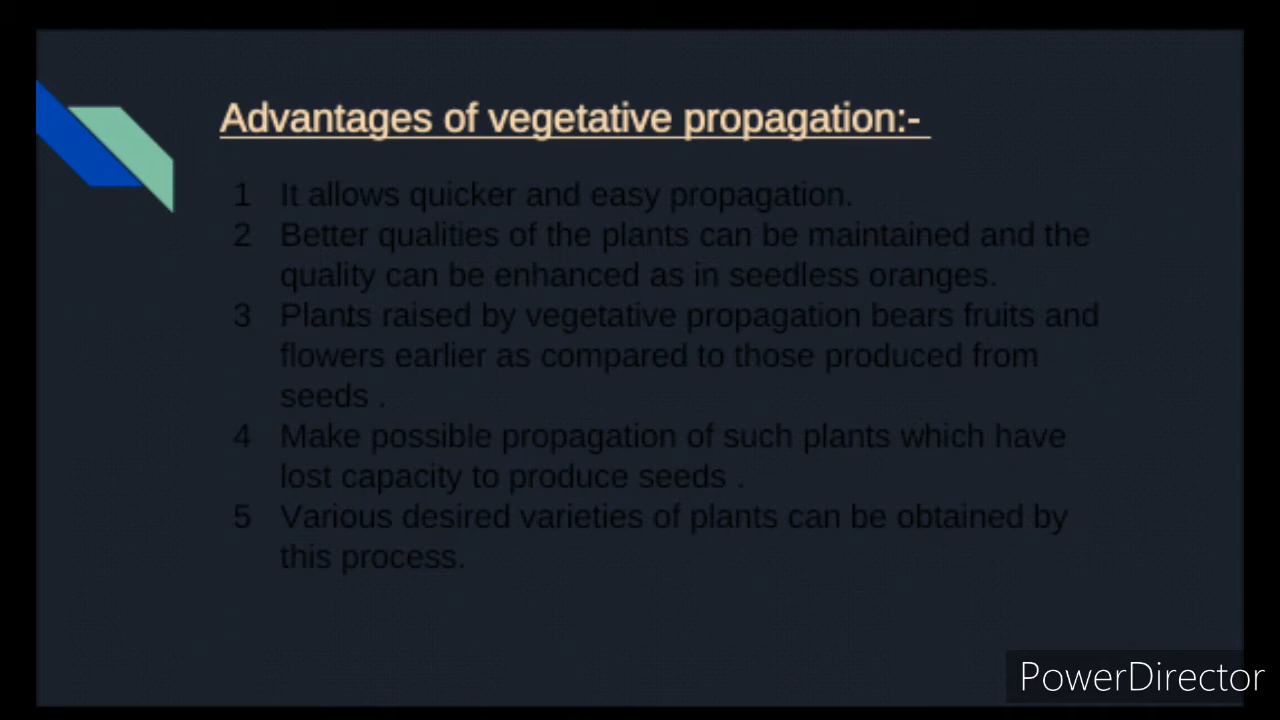 Advantages of vegetative propagation:-
1 It allows quicker and easy propagation.
2 Better qualities of the plants can be maintained and the
quality can be enhanced as in seedless oranges.
3 Plants raised by vegetative propagation bears fruits and
flowers earlier as compared to those produced from
seeds .
4 Make possible propagation of such plants which have
lost capacity to produce seeds .
5 Various desired varieties of plants can be obtained by
this process.
PowerDirector